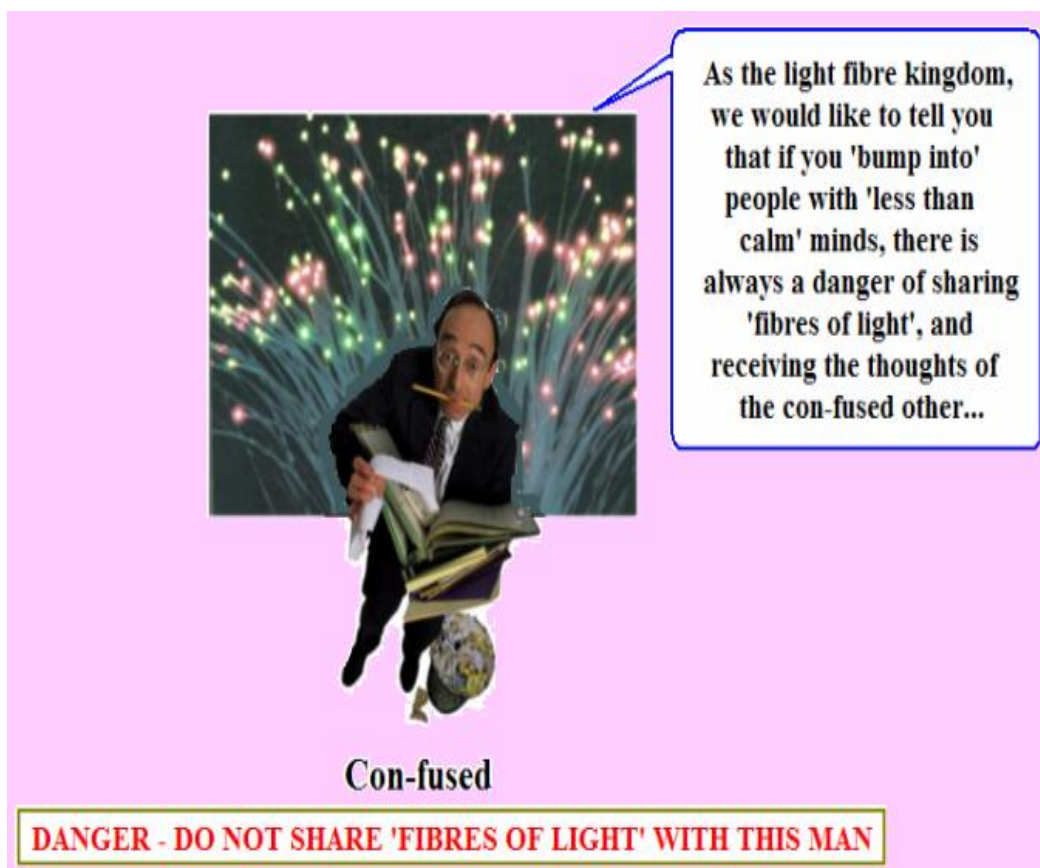 As the light fibre kingdom,
we would like to tell you
that if you 'bump into'
people with 'less than
calm' minds, there is
always a danger of sharing
'fibres of light', and
receiving the thoughts of
the con-fused other...
Con-fused
DANGER - DO NOT SHARE 'FIBRES OF LIGHT' WITH THIS MAN